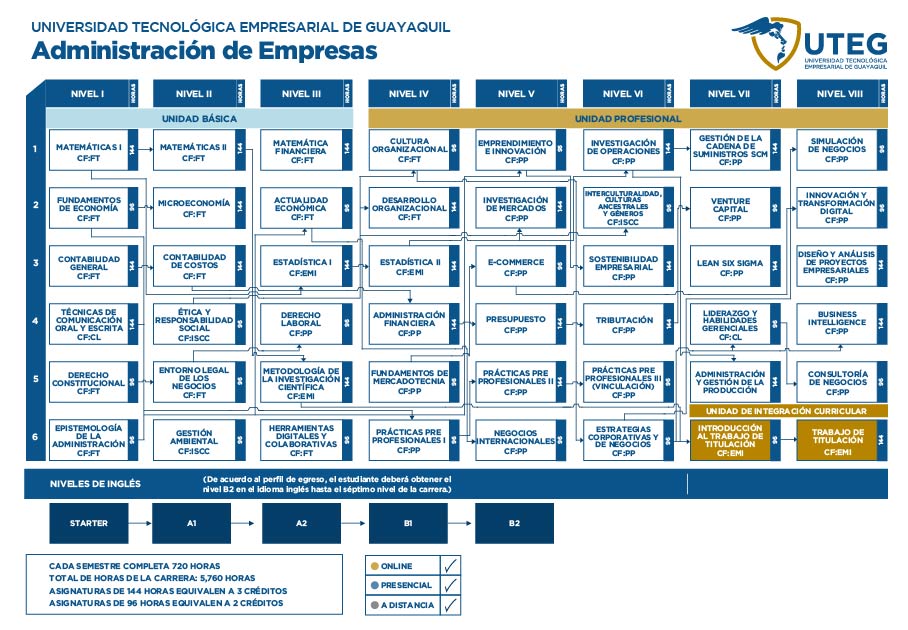 UNIVERSIDAD TECNOLÓGICA EMPRESARIAL DE GUAYAQUIL
Administración de Empresas
UTEG
UNIVERSIDAD TECNOLÓGICA
EMPRESARIAL DE GUAYAQUIL
NIVEL I HORAS NIVEL II HORAS NIVEL III HORAS NIVEL IV HORAS NIVEL V HORAS NIVEL VI HORAS NIVEL VII HORAS NIVEL VIII HORAS
UNIDAD BÁSICA
UNIDAD PROFESIONAL
1
MATEMÁTICAS I
CF:FT
144
MATEMÁTICAS II
CF:FT
144
MATEMÁTICA
FINANCIERA
CF:FT
144
CULTURA
ORGANIZACIONAL
CF:FT
96
EMPRENDIMIENTO
E INNOVACIÓN
CF:PP
96
INVESTIGACIÓN
DE OPERACIONES
CF:PP
144
GESTIÓN DE LA
CADENA DE
SUMINISTROS SCM
CF:PP
144
SIMULACIÓN
DE NEGOCIOS
CF:PP
96
2
FUNDAMENTOS
DE ECONOMÍA
CF:FT
96
MICROECONOMÍA
CF:FT
144
ACTUALIDAD
ECONÓMICA
CF:FT
96
DESARROLLO
ORGANIZACIONAL
CF:FT
144
INVESTIGACIÓN
DE MERCADOS
CF:PP
144
INTERCULTURALIDAD,
CULTURAS
ANCESTRALES
Y GÉNEROS
CF:ISCC
96
VENTURE
CAPITAL
CF:PP
144
INNOVACIÓN Y
TRANSFORMACIÓN
DIGITAL
CF:PP
96
3
CONTABILIDAD
GENERAL
CF:FT
144
CONTABILIDAD
DE COSTOS
CF:FT
144
ESTADÍSTICA I
CF:EMI
144
ESTADÍSTICA II
CF:EMI
144
E-COMMERCE
CF:PP
96
SOSTENIBILIDAD
EMPRESARIAL
CF:PP
144
LEAN SIX SIGMA
CF:PP
144
DISEÑO Y ANÁLISIS
DE PROYECTOS
EMPRESARIALES
CF:PP
144
4
TÉCNICAS DE
COMUNICACIÓN
ORAL Y ESCRITA
CF:CL
144
ÉTICA Y
RESPONSABILIDAD
SOCIAL
CF:ISCC
96
DERECHO
LABORAL
CF:PP
96
ADMINISTRACIÓN
FINANCIERA
CF:PP
144
PRESUPUESTO
CF:PP
144
TRIBUTACIÓN
CF:PP
144
LIDERAZGO Y
HABILIDADES
GERENCIALES
CF:CL
96
BUSINESS
INTELLIGENCE
CF:PP
144
5
DERECHO
CONSTITUCIONAL
CF:FT
96
ENTORNO LEGAL
DE LOS
NEGOCIOS
CF:FT
96
METODOLOGÍA DE
LA INVESTIGACIÓN
CIENTÍFICA
CF:EMI
144
FUNDAMENTOS DE
MERCADOTECNIA
CF:PP
96
PRÁCTICAS PRE
PROFESIONALES II
CF:PP
144
PRÁCTICAS PRE
PROFESIONALES III
(VINCULACIÓN)
CF:PP
96
ADMINISTRACIÓN
Y GESTIÓN DE LA
PRODUCCIÓN
144
CONSULTORÍA
DE NEGOCIOS
CF:PP
96
UNIDAD DE INTEGRACIÓN CURRICULAR
6
EPISTEMOLOGÍA
DE LA
ADMINISTRACIÓN
CF:FT
96
GESTIÓN
AMBIENTAL
CF:ISCC
96
HERRAMIENTAS
DIGITALES Y
COLABORATIVAS
CF:FT
96
PRÁCTICAS PRE
PROFESIONALES I
CF:PP
96
NEGOCIOS
INTERNACIONALES
CF:PP
96
ESTRATEGIAS
CORPORATIVAS Y
DE NEGOCIOS
CF:PP
96
INTRODUCCIÓN
AL TRABAJO DE
TITULACIÓN
CF:EMI
96
TRABAJO DE
TITULACIÓN
CF:EMI
144
NIVELES DE INGLÉS
(De acuerdo al perfil de egreso, el estudiante deberá obtener el
nivel B2 en el idioma inglés hasta el séptimo nivel de la carrera.)
STARTER A1 A2 B1 B2
CADA SEMESTRE COMPLETA 720 HORAS
TOTAL DE HORAS DE LA CARRERA: 5,760 HORAS
ASIGNATURAS DE 144 HORAS EQUIVALEN A 3 CRÉDITOS
ASIGNATURAS DE 96 HORAS EQUIVALEN A 2 CRÉDITOS
ONLINE
PRESENCIAL
A DISTANCIA